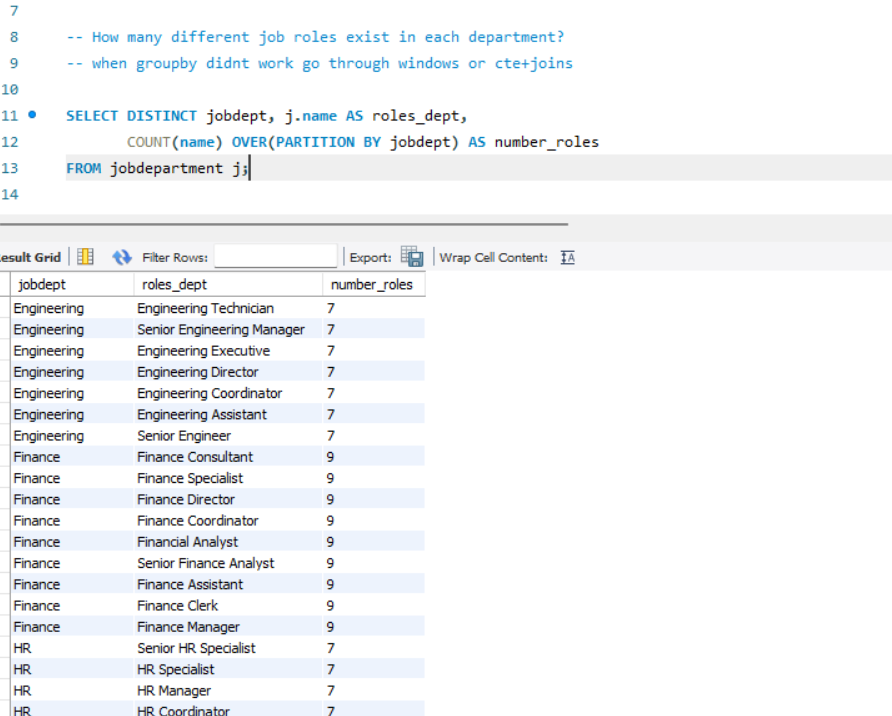 7
8 -- How many different job roles exist in each department?
9 -- when groupby didnt work go through windows or cte+joins
10
11 SELECT DISTINCT jobdept, j.name AS roles_dept,
12 COUNT(name) OVER(PARTITION BY jobdept) AS number_roles
13 FROM jobdepartment j;
14
esult Grid Filter Rows: Export: Wrap Cell Content: IA
jobdept roles_dept number_roles
Engineering Engineering Technician 7
Engineering Senior Engineering Manager 7
Engineering Engineering Executive 7
Engineering Engineering Director 7
Engineering Engineering Coordinator 7
Engineering Engineering Assistant 7
Engineering Senior Engineer 7
Finance Finance Consultant 9
Finance Finance Specialist 9
Finance Finance Director 9
Finance Finance Coordinator 9
Finance Financial Analyst 9
Finance Senior Finance Analyst 9
Finance Finance Assistant 9
Finance Finance Clerk 9
Finance Finance Manager 9
HR Senior HR Specialist 7
HR HR Specialist 7
HR HR Manager 7
HR HR Coordinator 7